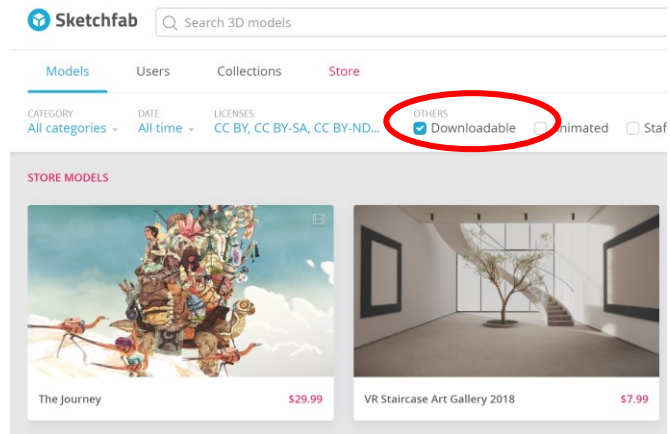 Sketchfab
Search 3D models
Models Users Collections Store
CATEGORY DATE LICENSES OTHERS
All categories All time CC BY, CC BY-SA, CC BY-ND... Downloadable Animated Staf
STORE MODELS
The Journey $29.99
VR Staircase Art Gallery 2018 $7.99